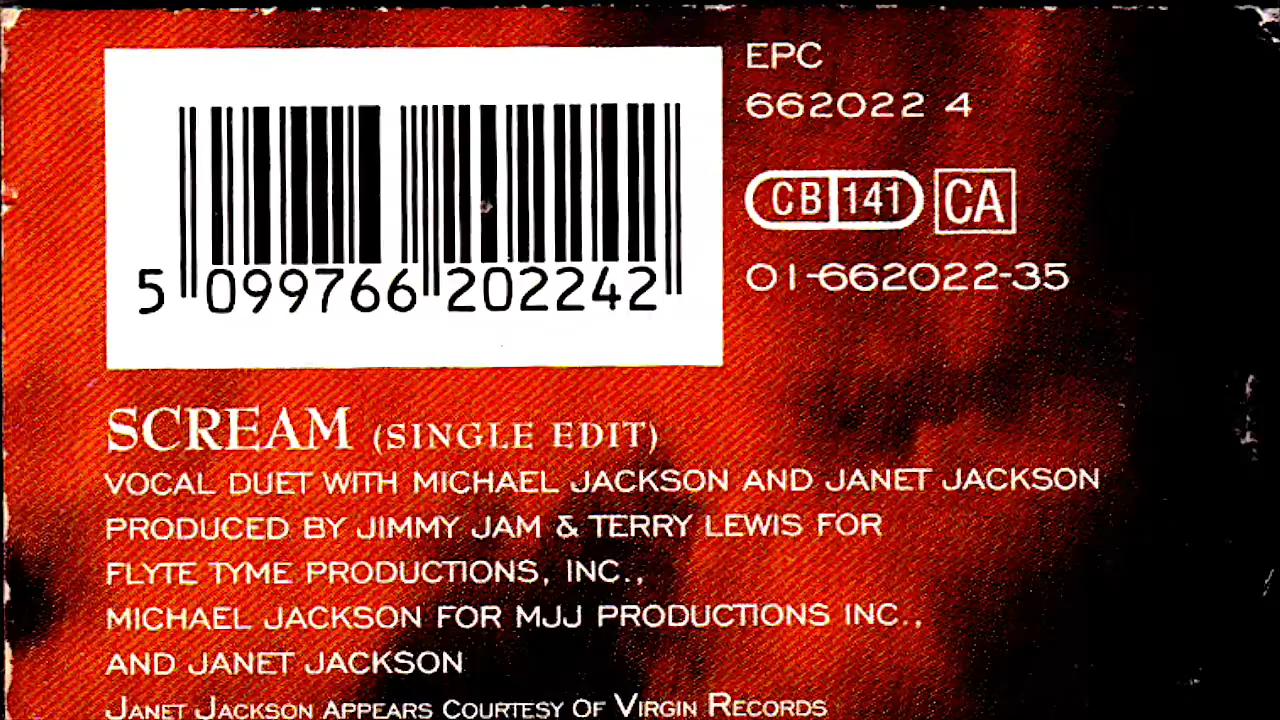 5 099766 202242
EPC
662022 4
CB 141 CA
01-662022-35
SCREAM (SINGLE EDIT)
VOCAL DUET WITH MICHAEL JACKSON AND JANET JACKSON
PRODUCED BY JIMMY JAM & TERRY LEWIS FOR
FLYTE TYME PRODUCTIONS, INC.,
MICHAEL JACKSON FOR MJJ PRODUCTIONS INC.,
AND JANET JACKSON
JANET JACKSON APPEARS COURTESY OF VIRGIN RECORDS